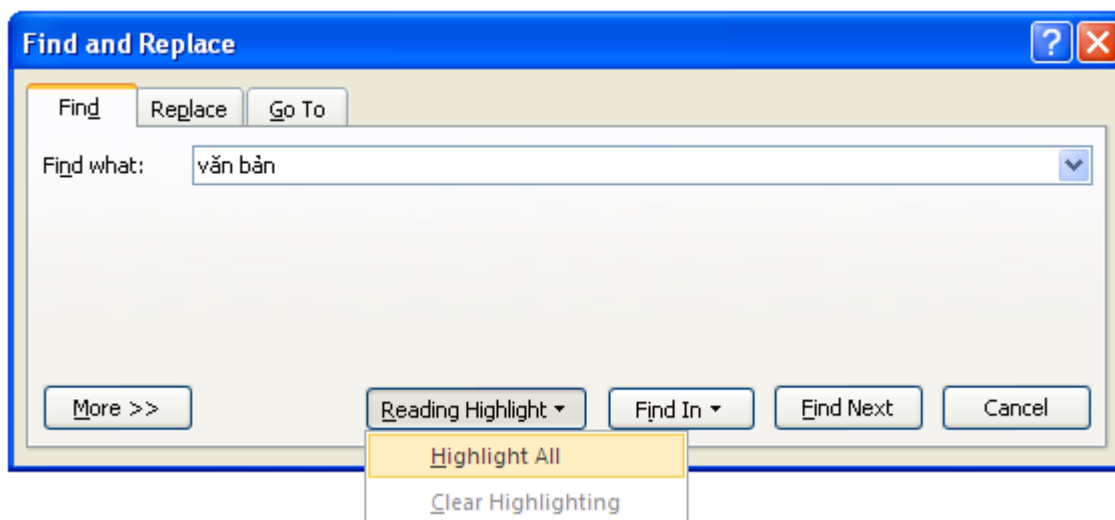 Find and Replace
Find Replace Go To
Find what: văn bản
More >> Reading Highlight Find In Find Next Cancel
Highlight All
Clear Highlighting